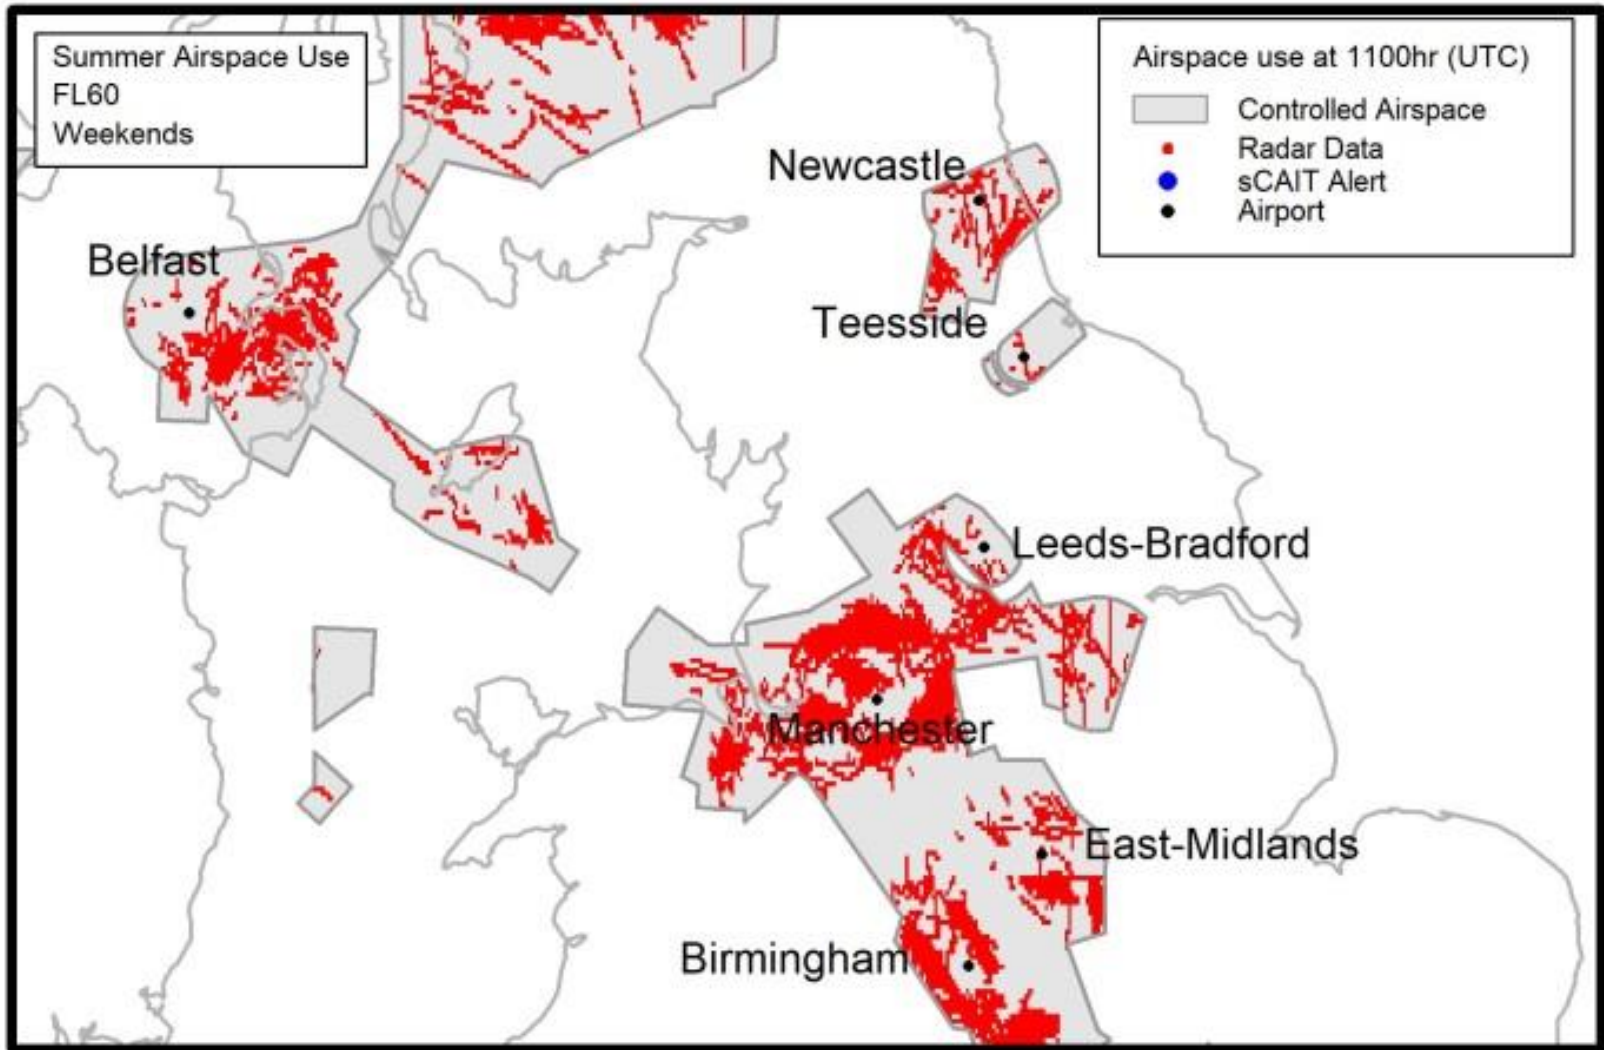 Summer Airspace Use
FL60
Weekends
Airspace use at 1100hr (UTC)
Controlled Airspace
Radar Data
sCAIT Alert
Airport
Newcastle
Belfast
Teesside
Leeds-Bradford
Manchester
East-Midlands
Birmingham